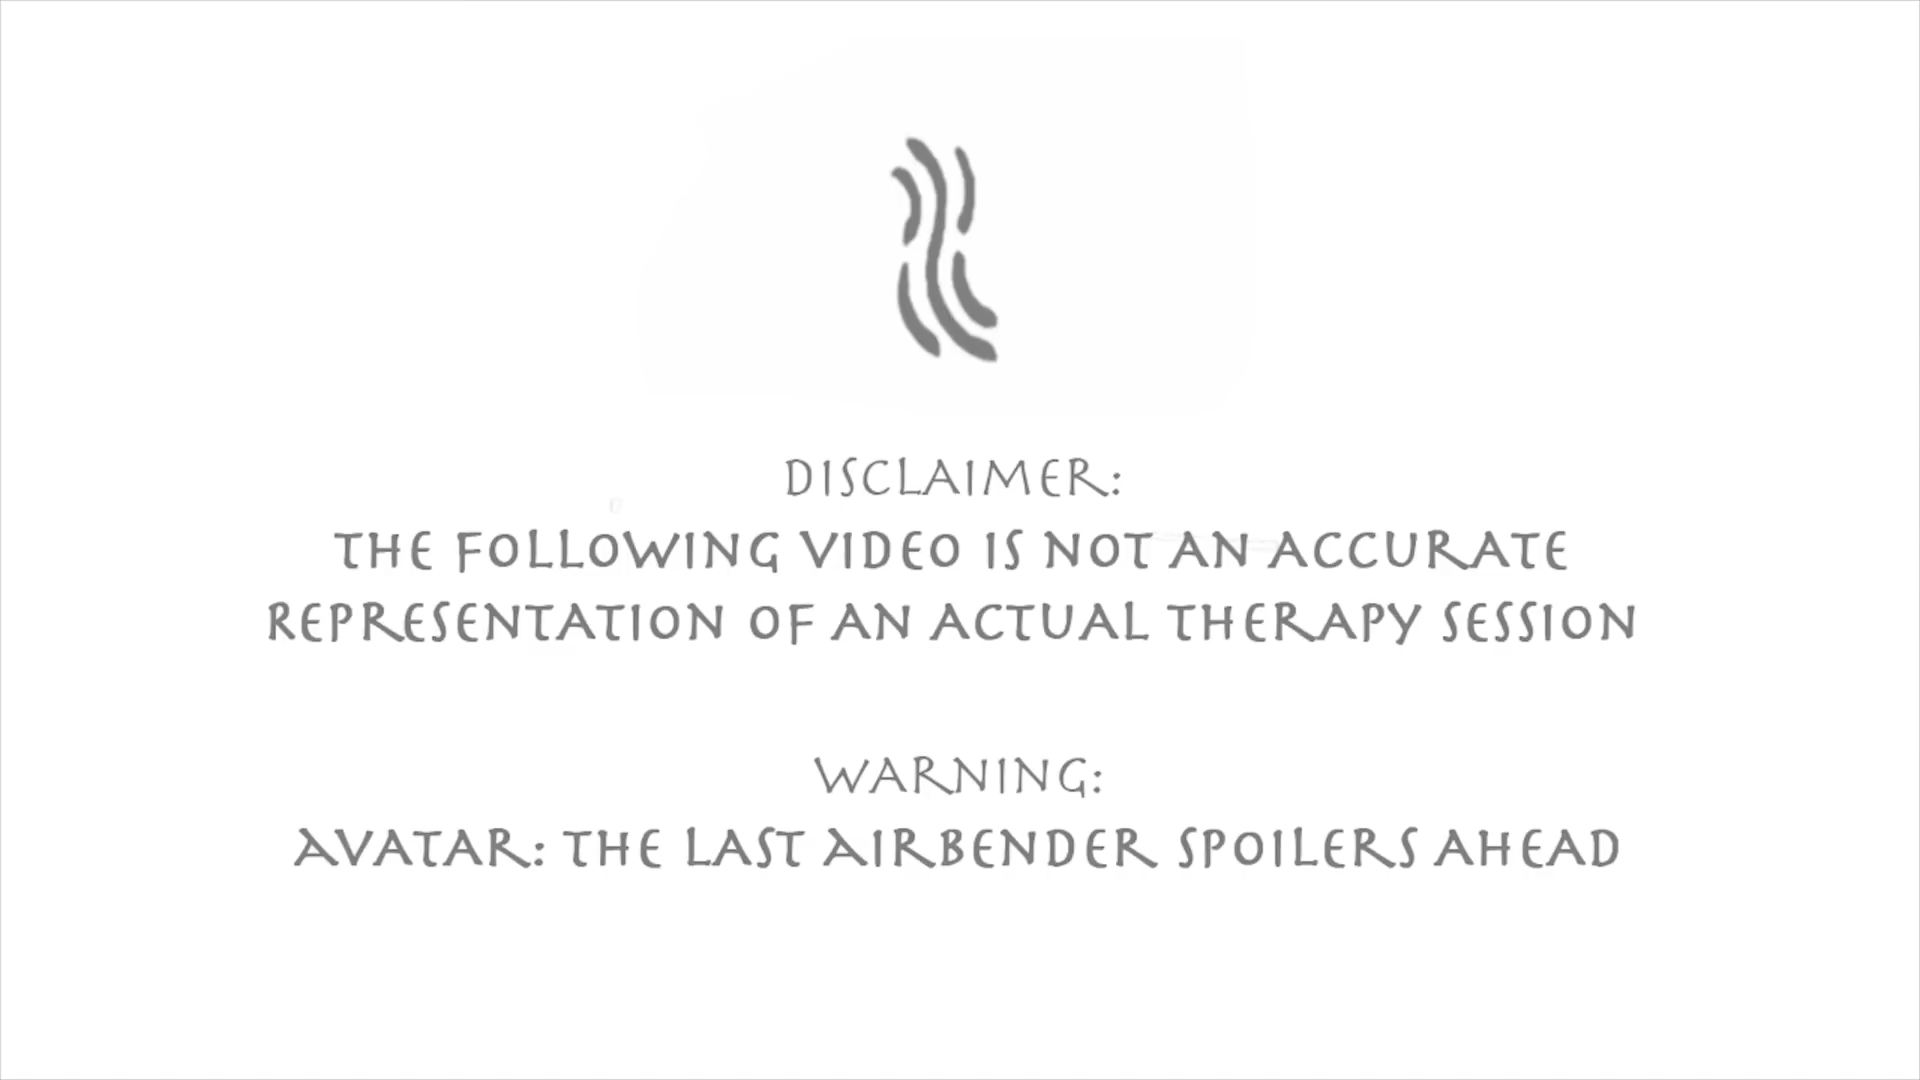 DISCLAIMER:
THE FOLLOWING VIDEO IS NOT AN ACCURATE
REPRESENTATION OF AN ACTUAL THERAPY SESSION
WARNING:
AVATAR: THE LAST AIRBENDER SPOILERS AHEAD